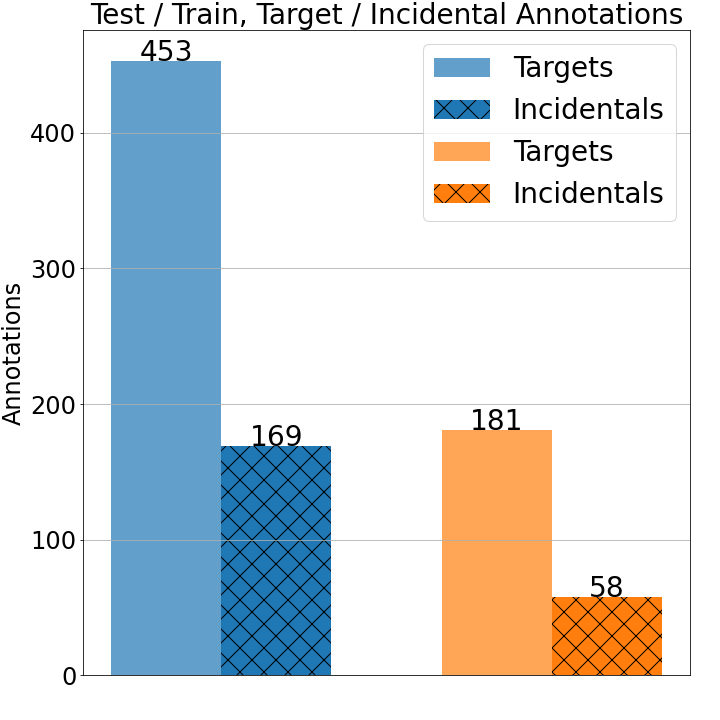 Test / Train, Target / Incidental Annotations
453
Targets
Incidentals
Targets
Incidentals
400
300
Annotations
200
181
169
100
58
0